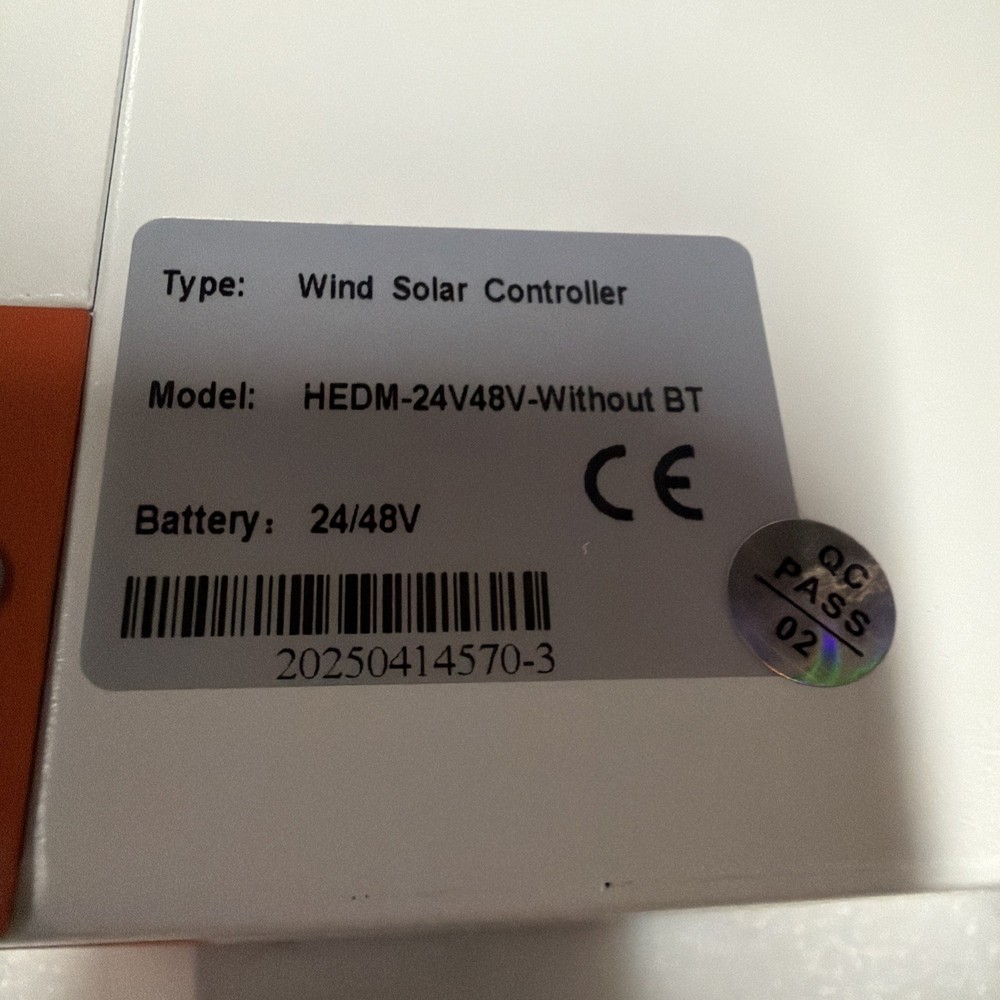 Type: Wind Solar Controller
Model: HEDM-24V48V-Without BT
CE
Battery: 24/48V
20250414570-3
QC
PASS
02